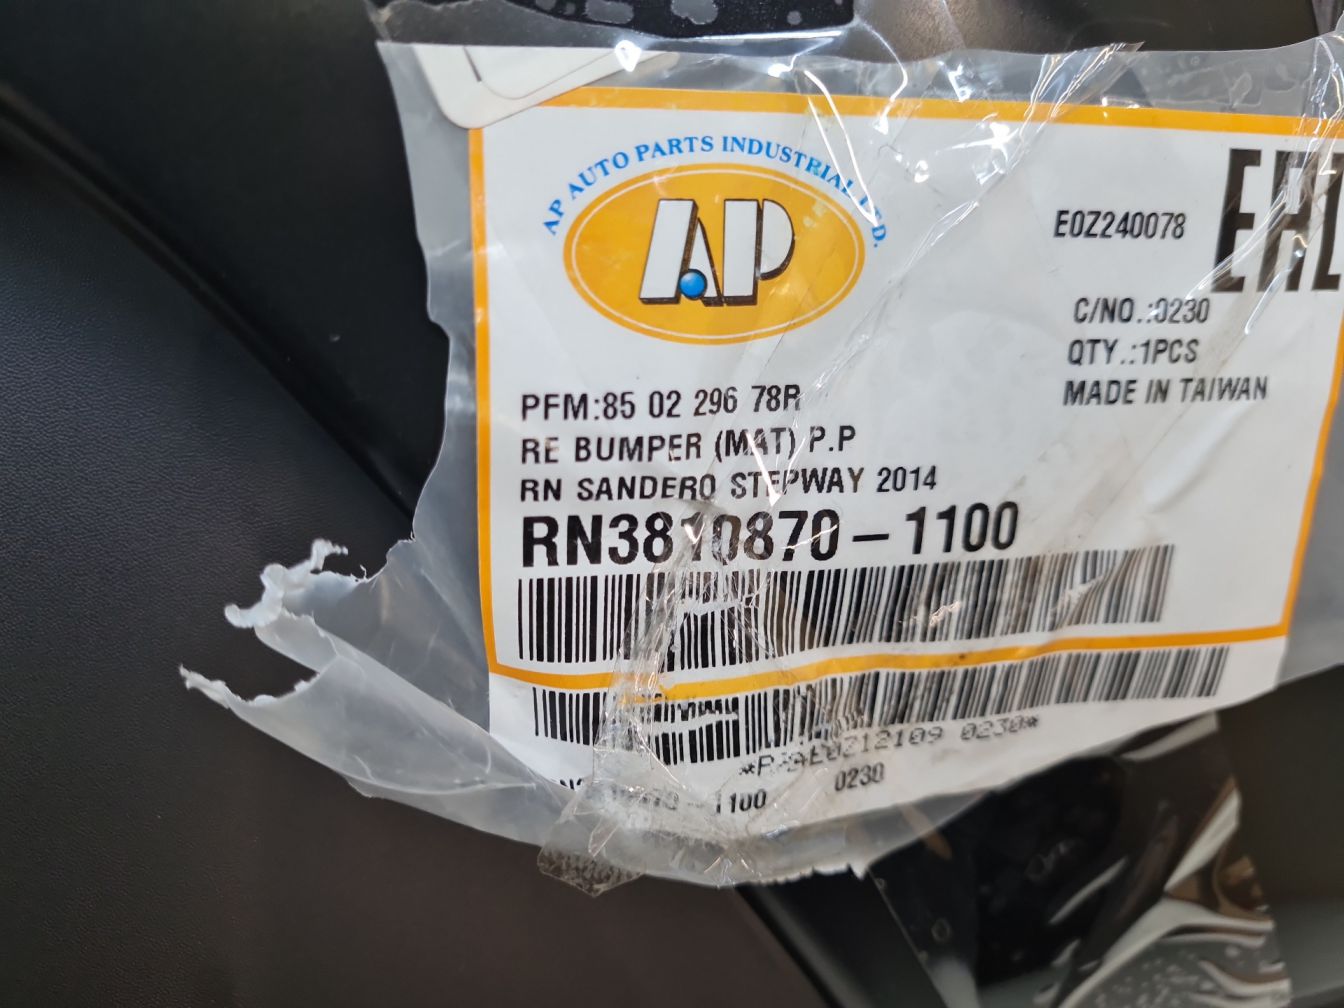 AP AUTO PARTS INDUSTRIAL LTD.
AP
E0Z240078
C/NO.:0230
QTY.:1PCS
MADE IN TAIWAN
PFM:85 02 296 78R
RE BUMPER (MAT) P.P
RN SANDERO STEPWAY 2014
RN3810870-1100
0230*
-1100
0230